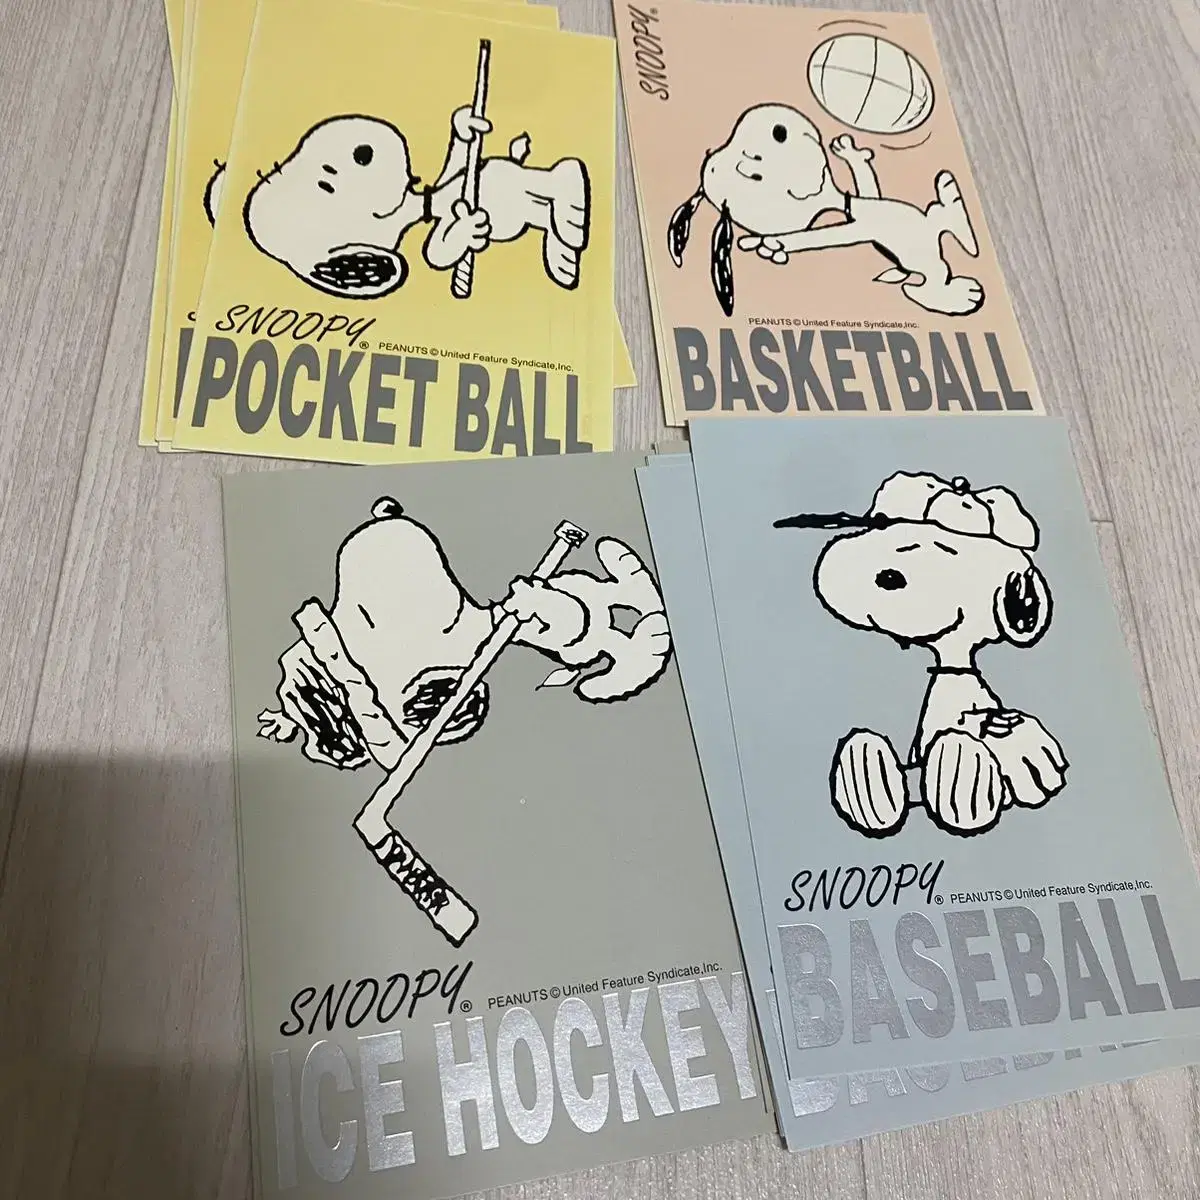 SNOOPY®
PEANUTS © United Feature Syndicate,Inc.
POCKET BALL
SNOOPY®
PEANUTS © United Feature Syndicate,Inc.
BASKETBALL
SNOOPY®
PEANUTS © United Feature Syndicate,Inc.
ICE HOCKEY
SNOOPY®
PEANUTS © United Feature Syndicate,Inc.
BASEBALL
BASEBALL